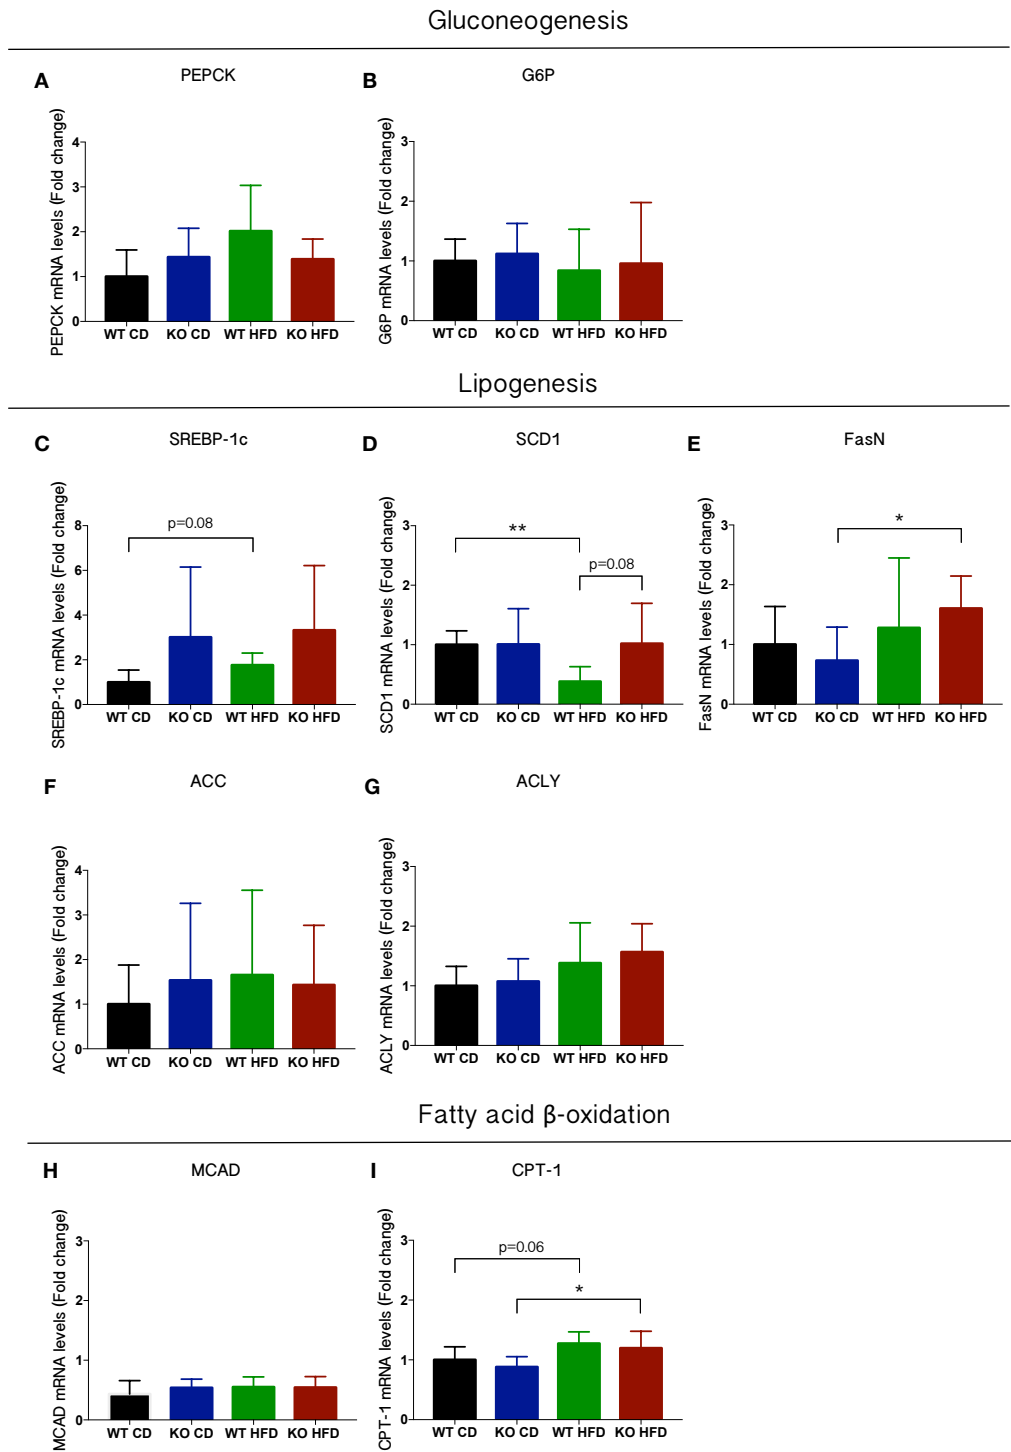 Gluconeogenesis
A PEPCK
PEPCK mRNA levels (Fold change)
4
3
2
1
0
WT CD KO CD WT HFD KO HFD
B G6P
G6P mRNA levels (Fold change)
3
2
1
0
WT CD KO CD WT HFD KO HFD
Lipogenesis
C SREBP-1c
SREBP-1c mRNA levels (Fold change)
8
6
4
2
0
p=0.08
WT CD KO CD WT HFD KO HFD
D SCD1
SCD1 mRNA levels (Fold change)
3
2
1
0
**
p=0.08
WT CD KO CD WT HFD KO HFD
E FasN
FasN mRNA levels (Fold change)
3
2
1
0
*
WT CD KO CD WT HFD KO HFD
F ACC
ACC mRNA levels (Fold change)
4
3
2
1
0
WT CD KO CD WT HFD KO HFD
G ACLY
ACLY mRNA levels (Fold change)
3
2
1
0
WT CD KO CD WT HFD KO HFD
Fatty acid β-oxidation
H MCAD
MCAD mRNA levels (Fold change)
3
2
1
0
WT CD KO CD WT HFD KO HFD
I CPT-1
CPT-1 mRNA levels (Fold change)
3
2
1
0
p=0.06
*
WT CD KO CD WT HFD KO HFD